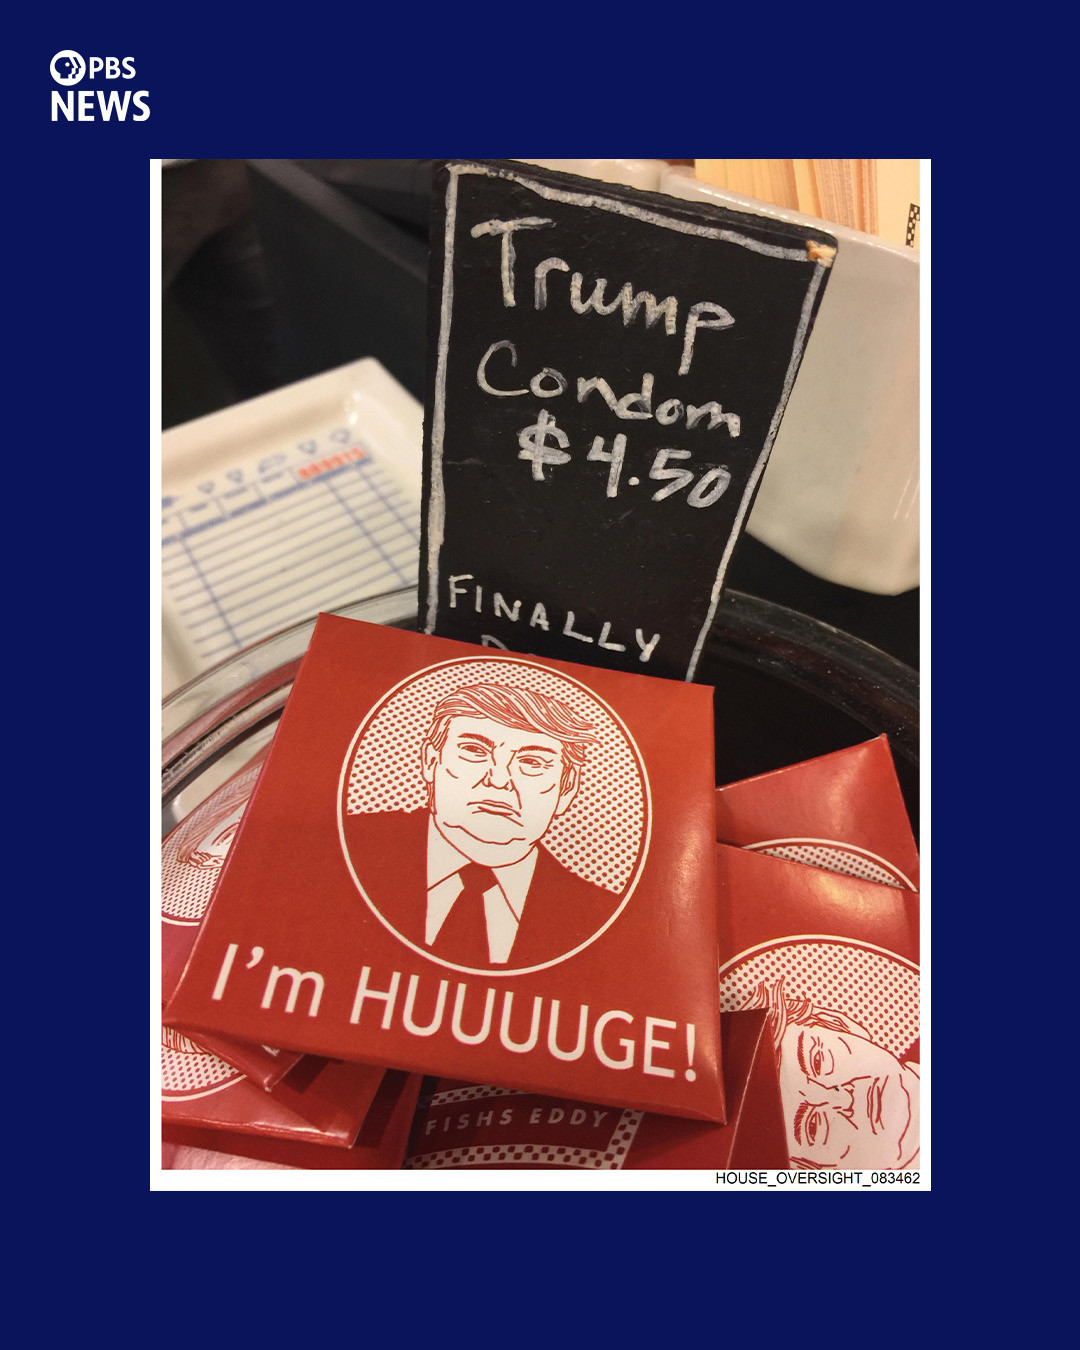 PBS
NEWS
Trump
Condom
$4.50
FINALLY
I'm HUUUUGE!
FISHS EDDY
HOUSE_OVERSIGHT_083462